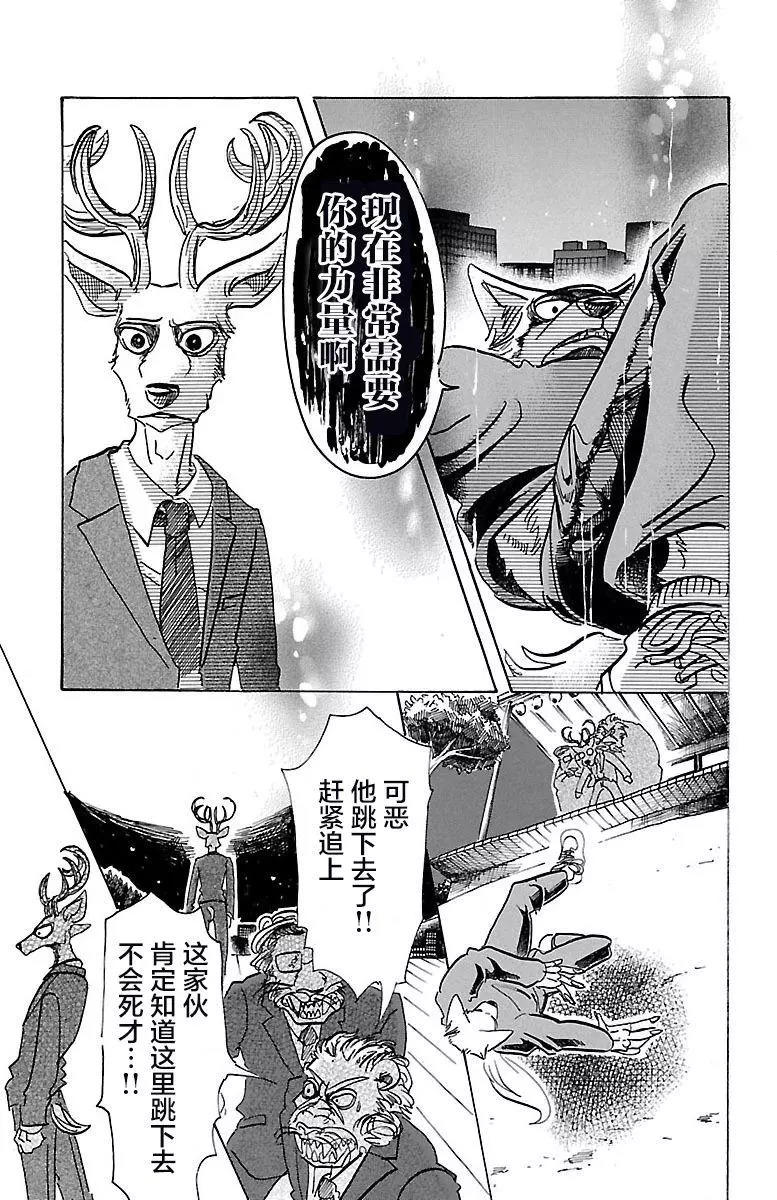 现在非常需要
你的力量啊
可恶
他跳下去了!!
赶紧追上
这家伙
肯定知道这里跳下去
不会死才…!!